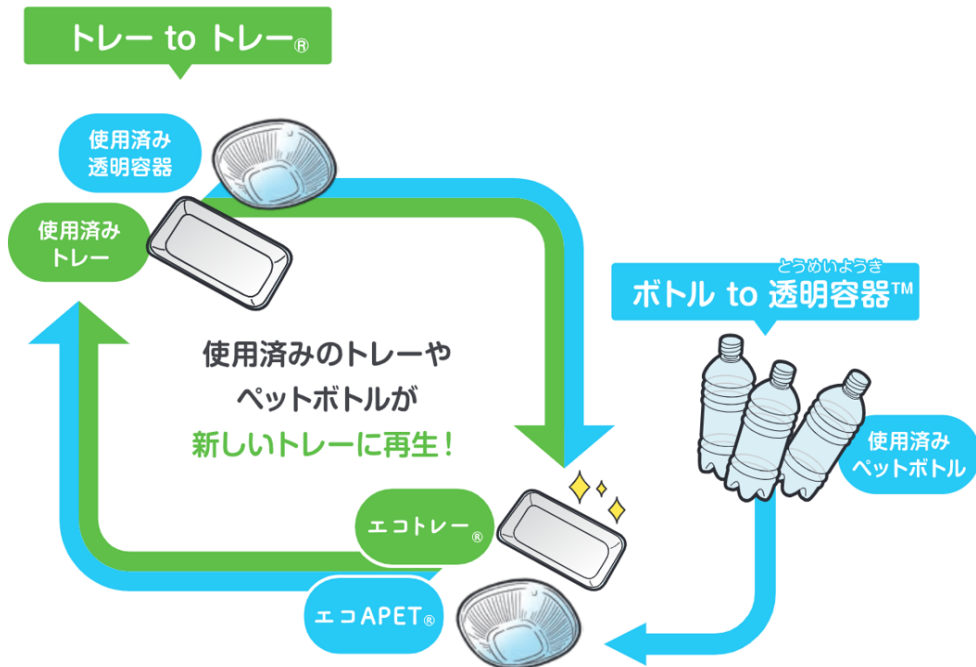 トレー to トレー®
使用済み
透明容器
使用済み
トレー
とうめいようき
ボトル to 透明容器™
使用済みのトレーや
ペットボトルが
新しいトレーに再生！
使用済み
ペットボトル
エコトレー®
エコAPET®